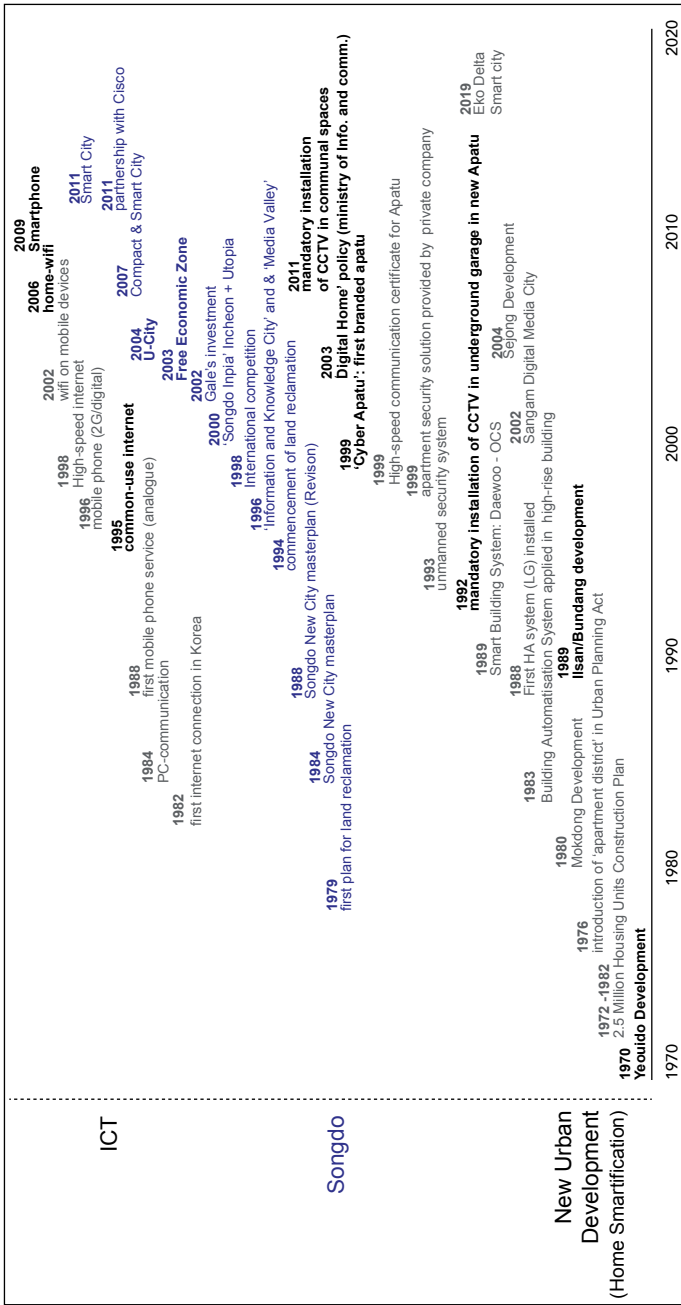 ICT
2009
Smartphone
2006
home-wifi
2002
wifi on mobile devices
1998
High-speed internet
1996
mobile phone (2G/digital)
1995
common-use internet
1988
first mobile phone service (analogue)
1984
PC-communication
1982
first internet connection in Korea
2011
Smart City
2011
partnership with Cisco
2007
Compact & Smart City
2004
U-City
2003
Free Economic Zone
2002
Gale's investment
2000
'Songdo Inpia' Incheon + Utopia
1998
International competition
1996
'Information and Knowledge City' and & 'Media Valley'
1994
commencement of land reclamation
1988
Songdo New City masterplan (Revison)
1984
Songdo New City masterplan
1979
first plan for land reclamation
Songdo
2011
mandatory installation
of CCTV in communal spaces
2003
Digital Home' policy (ministry of Info. and comm.)
1999
'Cyber Apatu': first branded apatu
1999
High-speed communication certificate for Apatu
1999
apartment security solution provided by private company
1993
unmanned security system
1992
mandatory installation of CCTV in underground garage in new Apatu
1989
Smart Building System: Daewoo - OCS
1988
First HA system (LG) installed
1983
Building Automatisation System applied in high-rise building
2019
Eko Delta
Smart city
2004
Sejong Development
2002
Sangam Digital Media City
1989
Ilsan/Bundang development
1980
Mokdong Development
1976
introduction of 'apartment district' in Urban Planning Act
1972 -1982
2.5 Million Housing Units Construction Plan
1970
Yeouido Development
New Urban
Development
(Home Smartification)
1970
1980
1990
2000
2010
2020